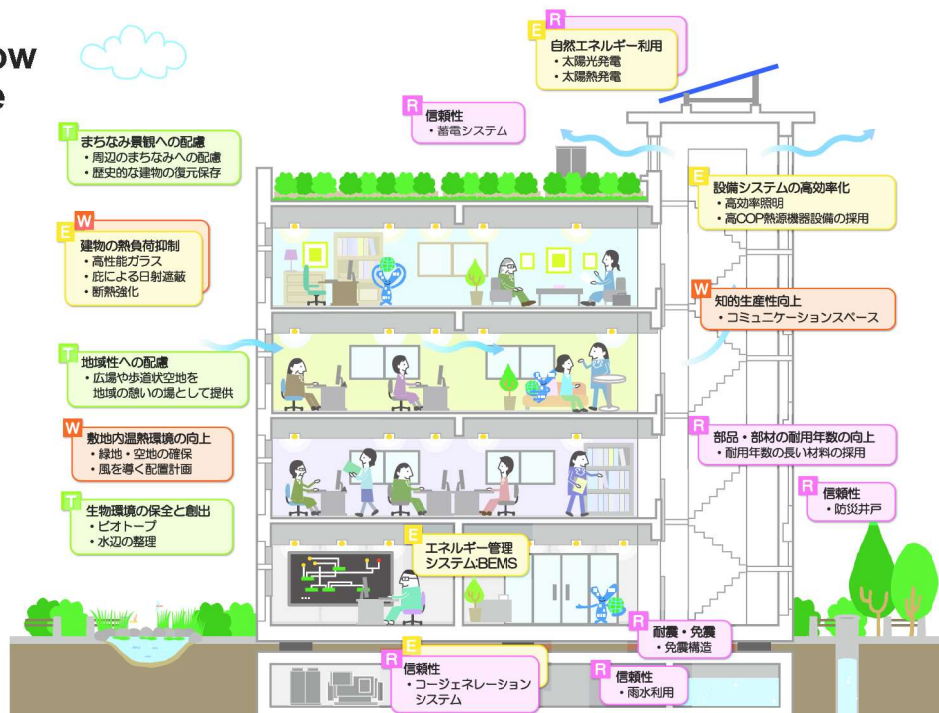 ow
e
E R
自然エネルギー利用
・太陽光発電
・太陽熱発電
R
信頼性
・蓄電システム
T
まちなみ景観への配慮
・周辺のまちなみへの配慮
・歴史的な建物の復元保存
E
設備システムの高効率化
・高効率照明
・高COP熱源機器設備の採用
E W
建物の熱負荷抑制
・高性能ガラス
・庇による日射遮蔽
・断熱強化
W
知的生産性向上
・コミュニケーションスペース
T
地域性への配慮
・広場や歩道状空地を
地域の憩いの場として提供
W
敷地内温熱環境の向上
・緑地・空地の確保
・風を導く配置計画
R
部品・部材の耐用年数の向上
・耐用年数の長い材料の採用
R
信頼性
・防災井戸
T
生物環境の保全と創出
・ビオトープ
・水辺の整理
E
エネルギー管理
システム:BEMS
R
耐震・免震
・免震構造
R E
信頼性
・コージェネレーション
システム
R
信頼性
・雨水利用